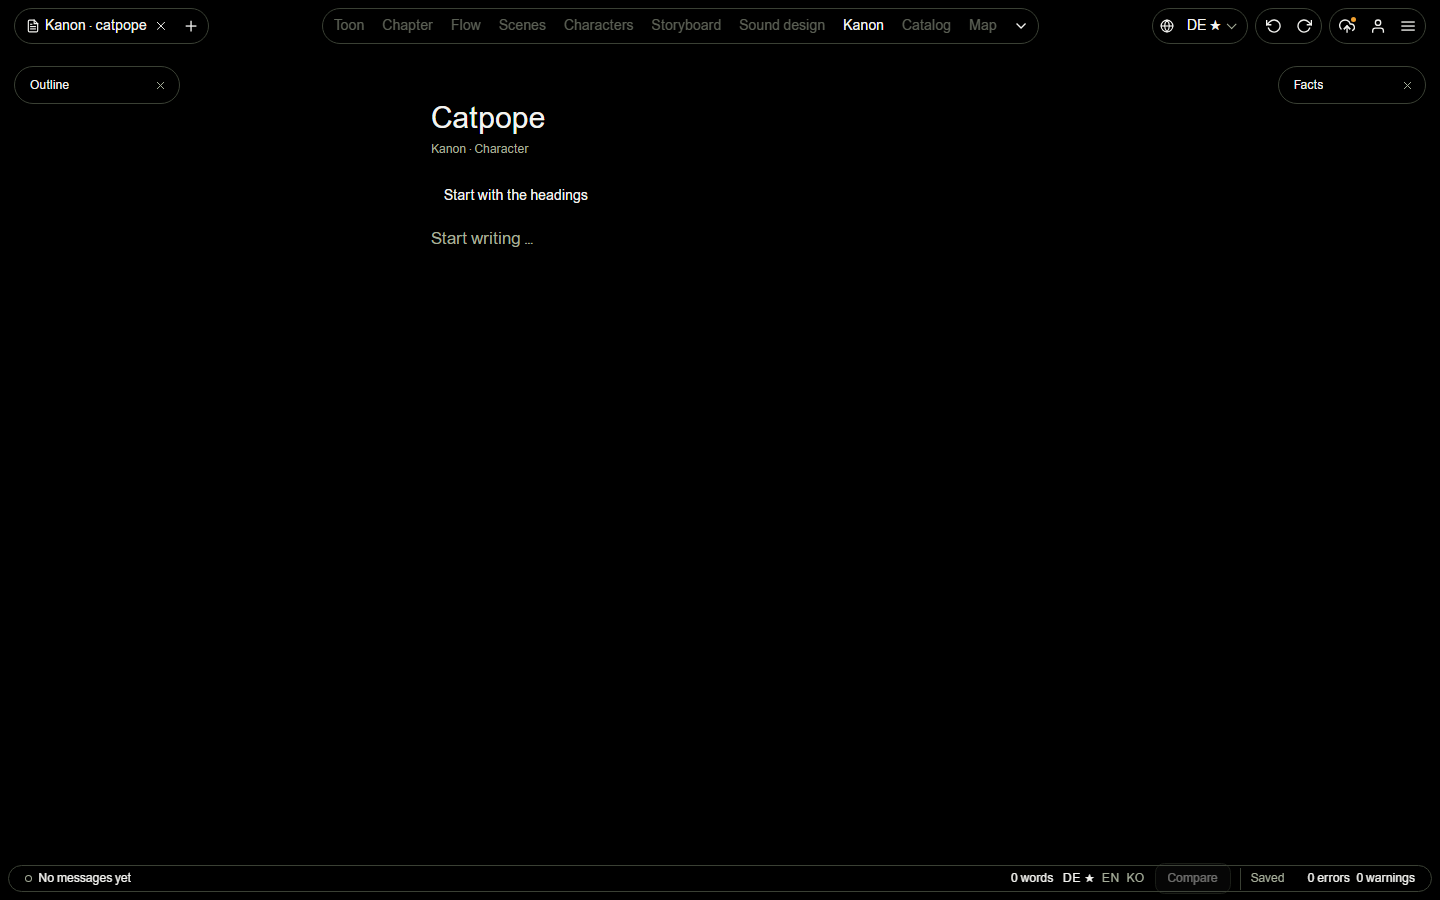 Kanon · catpope
Toon Chapter Flow Scenes Characters Storyboard Sound design Kanon Catalog Map
DE ★
Outline
Facts
Catpope
Kanon · Character
Start with the headings
Start writing ...
No messages yet
0 words DE ★ EN KO Compare Saved 0 errors 0 warnings